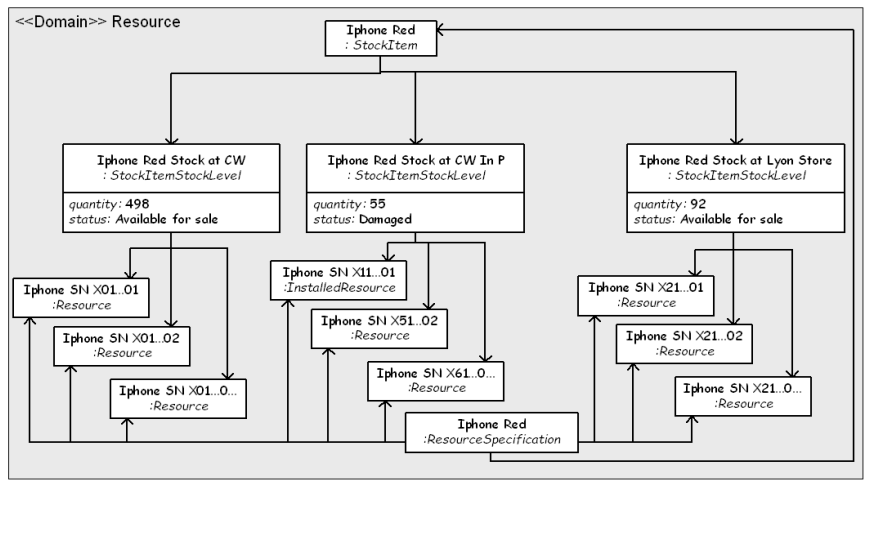 <<Domain>> Resource
Iphone Red
: StockItem
Iphone Red Stock at CW
: StockItemStockLevel
quantity: 498
status: Available for sale
Iphone Red Stock at CW In P
: StockItemStockLevel
quantity: 55
status: Damaged
Iphone Red Stock at Lyon Store
: StockItemStockLevel
quantity: 92
status: Available for sale
Iphone SN X01...01
:Resource
Iphone SN X01...02
:Resource
Iphone SN X01...0...
:Resource
Iphone SN X11...01
:InstalledResource
Iphone SN X51...02
:Resource
Iphone SN X61...0...
:Resource
Iphone SN X21...01
:Resource
Iphone SN X21...02
:Resource
Iphone SN X21...0...
:Resource
Iphone Red
:ResourceSpecification